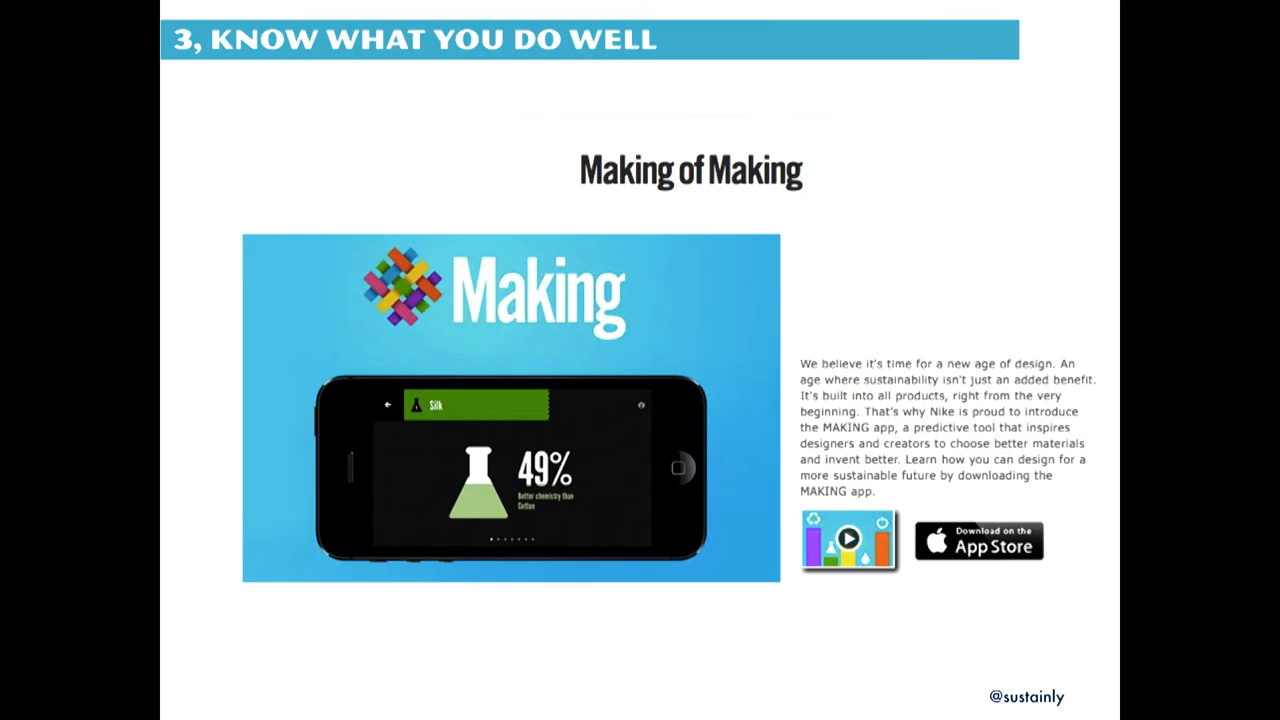 3, KNOW WHAT YOU DO WELL
Making of Making
Making
Silk
49%
Better chemistry than
Cotton
We believe it's time for a new age of design. An
age where sustainability isn't just an added benefit.
It's built into all products, right from the very
beginning. That's why Nike is proud to introduce
the MAKING app, a predictive tool that inspires
designers and creators to choose better materials
and invent better. Learn how you can design for a
more sustainable future by downloading the
MAKING app.
Download on the
App Store
@sustainly